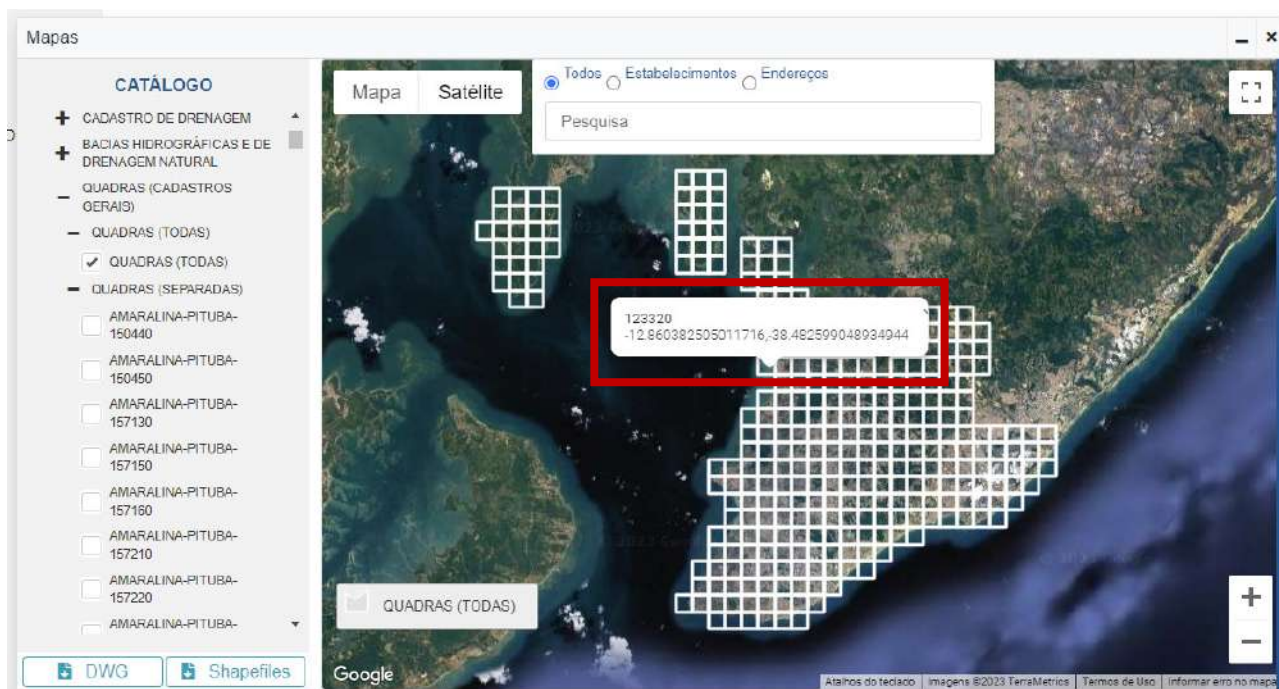 Mapas
CATÁLOGO
CADASTRO DE DRENAGEM
BACIAS HIDROGRÁFICAS E DE
DRENAGEM NATURAL
QUADRAS (CADASTROS
GERAIS)
QUADRAS (TODAS)
QUADRAS (TODAS)
QUADRAS (SEPARADAS)
AMARALINA-PITUBA-
150440
AMARALINA-PITUBA-
150450
AMARALINA-PITUBA-
157130
AMARALINA-PITUBA-
157150
AMARALINA-PITUBA-
157160
AMARALINA-PITUBA-
157210
AMARALINA-PITUBA-
157220
AMARALINA-PITUBA-
DWG
Shapefiles
Mapa
Satélite
Todos
Estabelecimentos
Endereços
Pesquisa
123320
-12.860382505011716,-38.482599048934944
QUADRAS (TODAS)
Google
Atalhos do teclado
Imagens ©2023 TerraMetrics
Termos de Uso
Informar erro no mapa